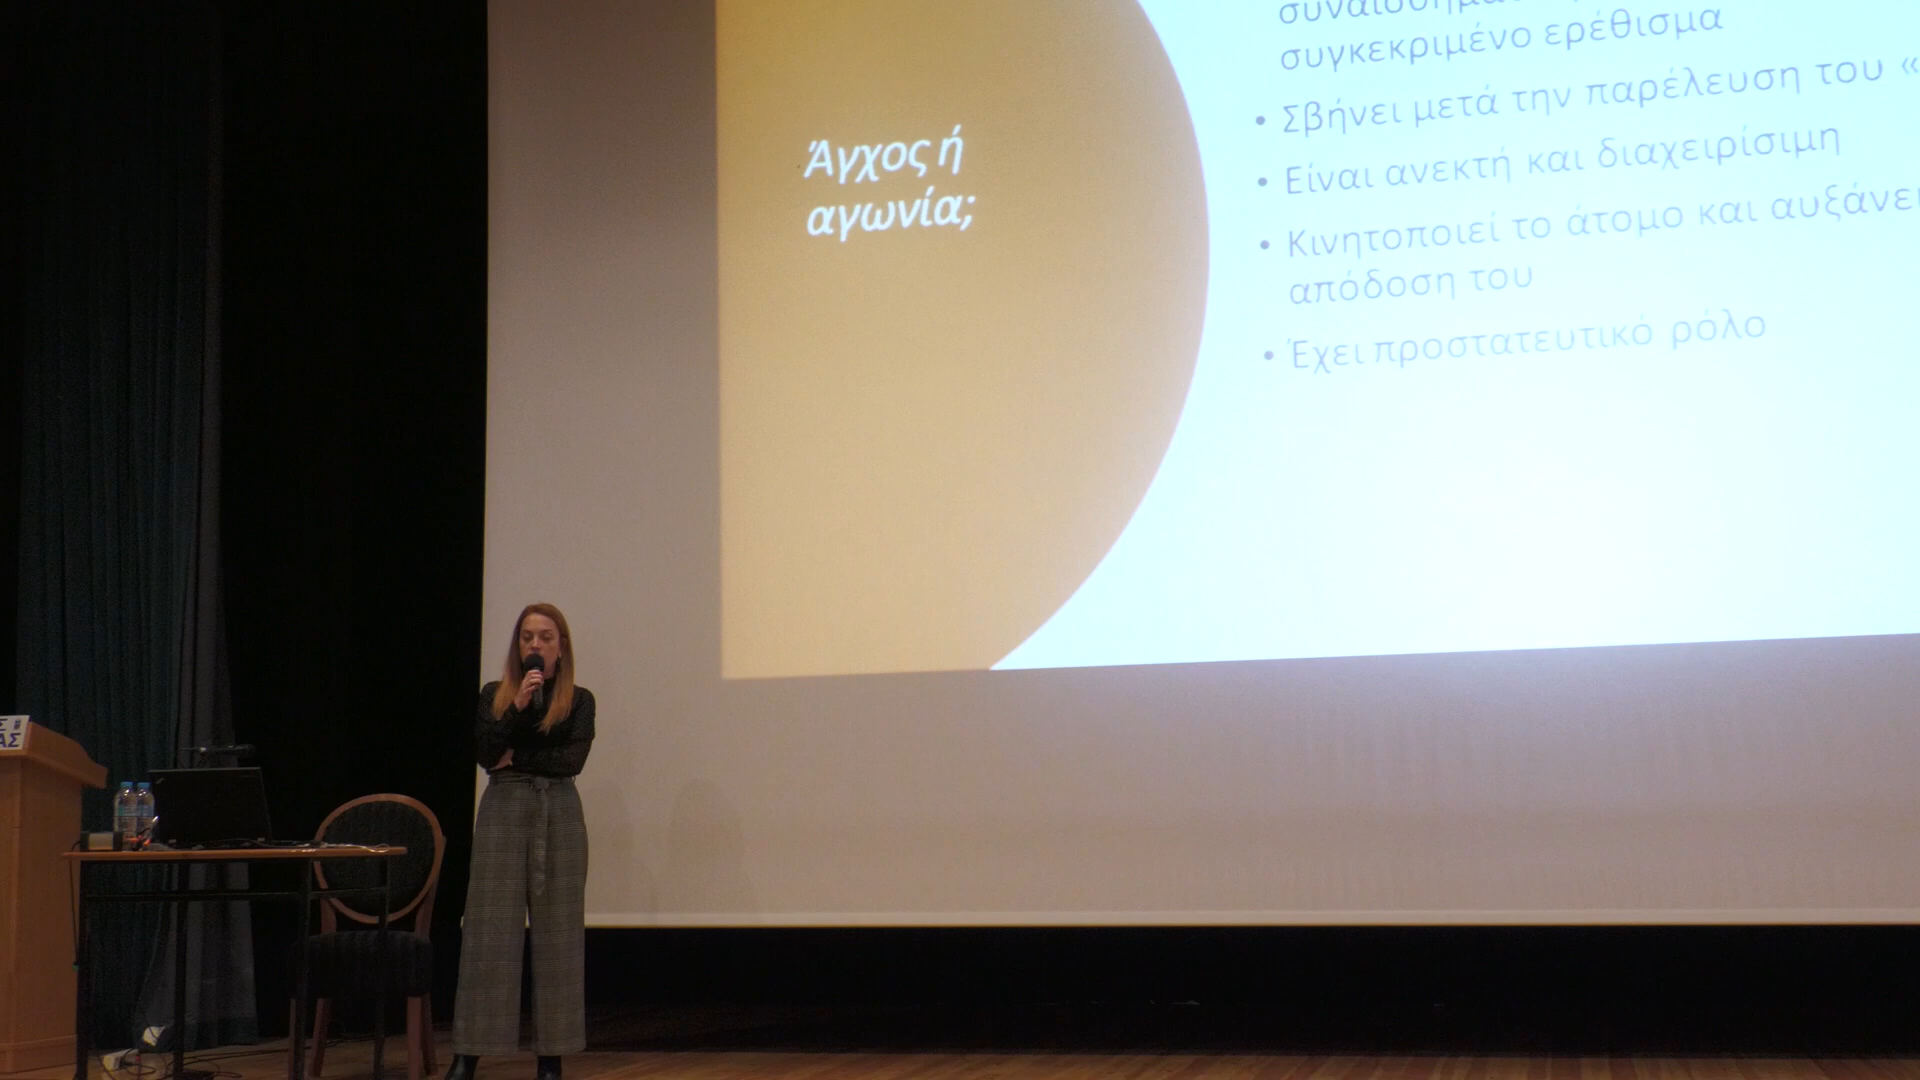 Άγχος ή
αγωνία;
συγκεκριμένο ερέθισμα
• Σβήνει μετά την παρέλευση του «
• Είναι ανεκτή και διαχειρίσιμη
• Κινητοποιεί το άτομο και αυξάνει
απόδοση του
• Έχει προστατευτικό ρόλο